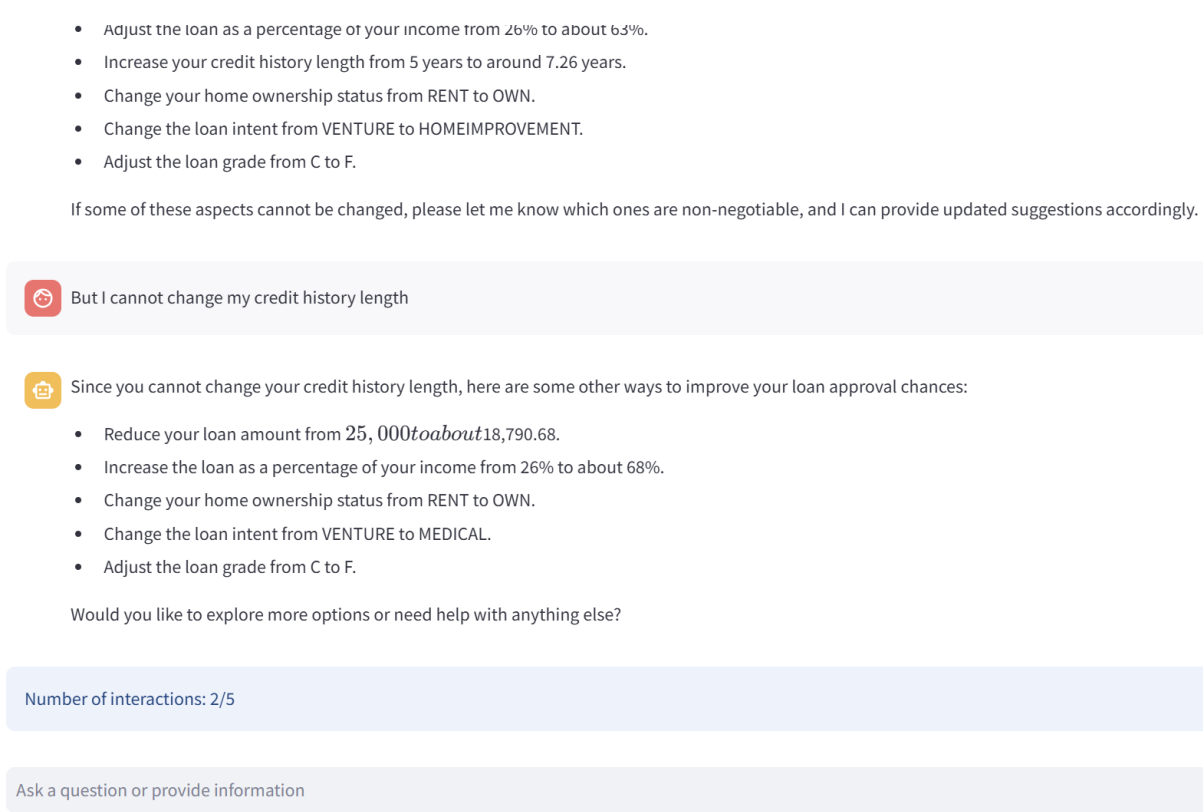 Adjust the loan as a percentage of your income from 26% to about 63%.
Increase your credit history length from 5 years to around 7.26 years.
Change your home ownership status from RENT to OWN.
Change the loan intent from VENTURE to HOMEIMPROVEMENT.
Adjust the loan grade from C to F.
If some of these aspects cannot be changed, please let me know which ones are non-negotiable, and I can provide updated suggestions accordingly.
But I cannot change my credit history length
Since you cannot change your credit history length, here are some other ways to improve your loan approval chances:
Reduce your loan amount from 25, 000toabout18,790.68.
Increase the loan as a percentage of your income from 26% to about 68%.
Change your home ownership status from RENT to OWN.
Change the loan intent from VENTURE to MEDICAL.
Adjust the loan grade from C to F.
Would you like to explore more options or need help with anything else?
Number of interactions: 2/5
Ask a question or provide information